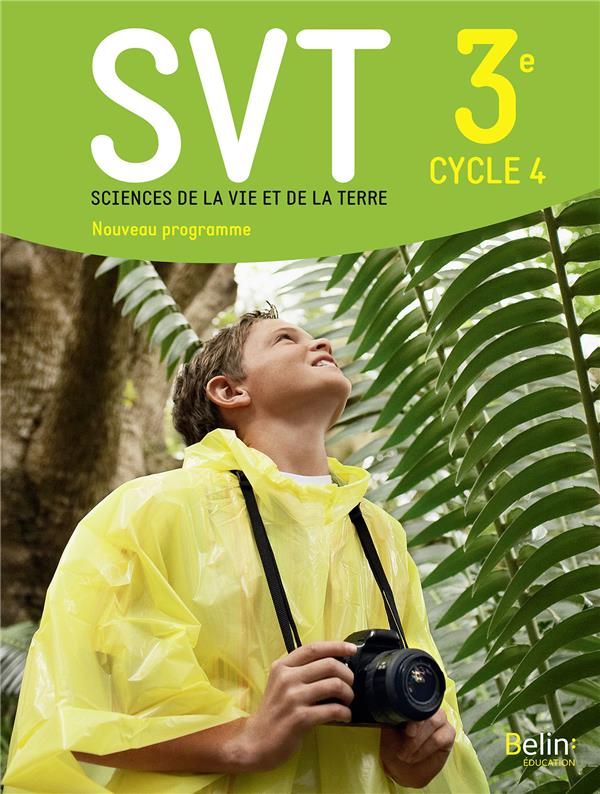 SVT
3e
CYCLE 4
SCIENCES DE LA VIE ET DE LA TERRE
Nouveau programme
Belin:
ÉDUCATION